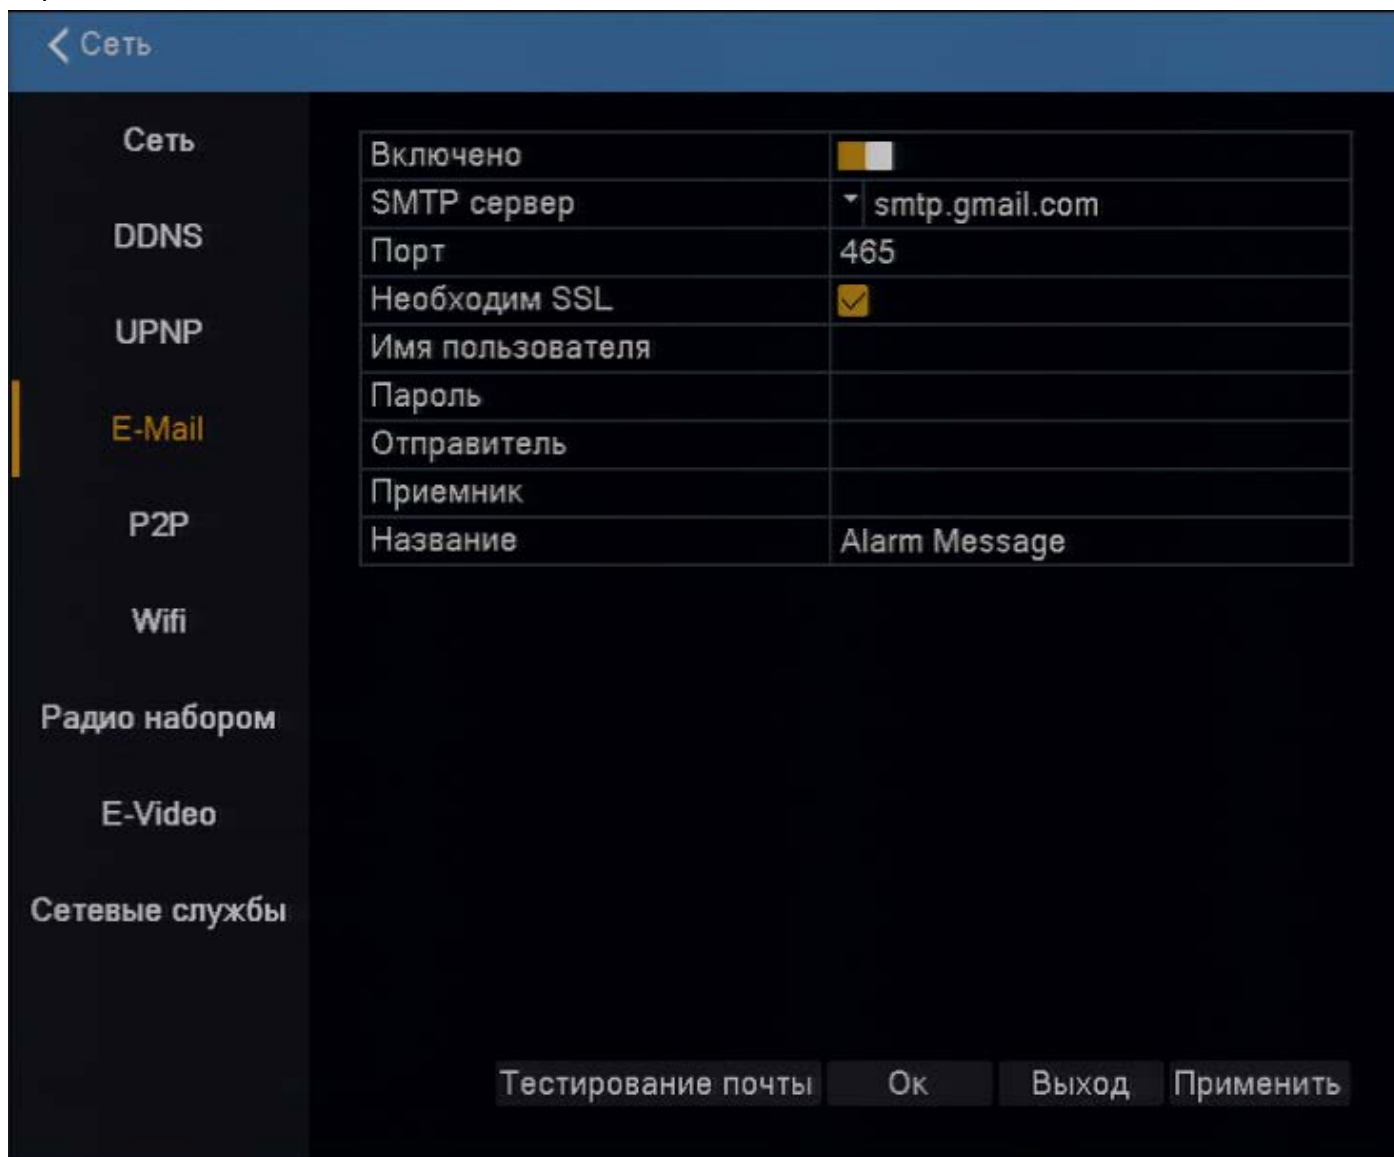 Сеть
Сеть
DDNS
UPNP
E-Mail
P2P
Wifi
Радио набором
E-Video
Сетевые службы
Включено
SMTP сервер smtp.gmail.com
Порт 465
Необходим SSL
Имя пользователя
Пароль
Отправитель
Приемник
Название Alarm Message
Тестирование почты Ок Выход Применить